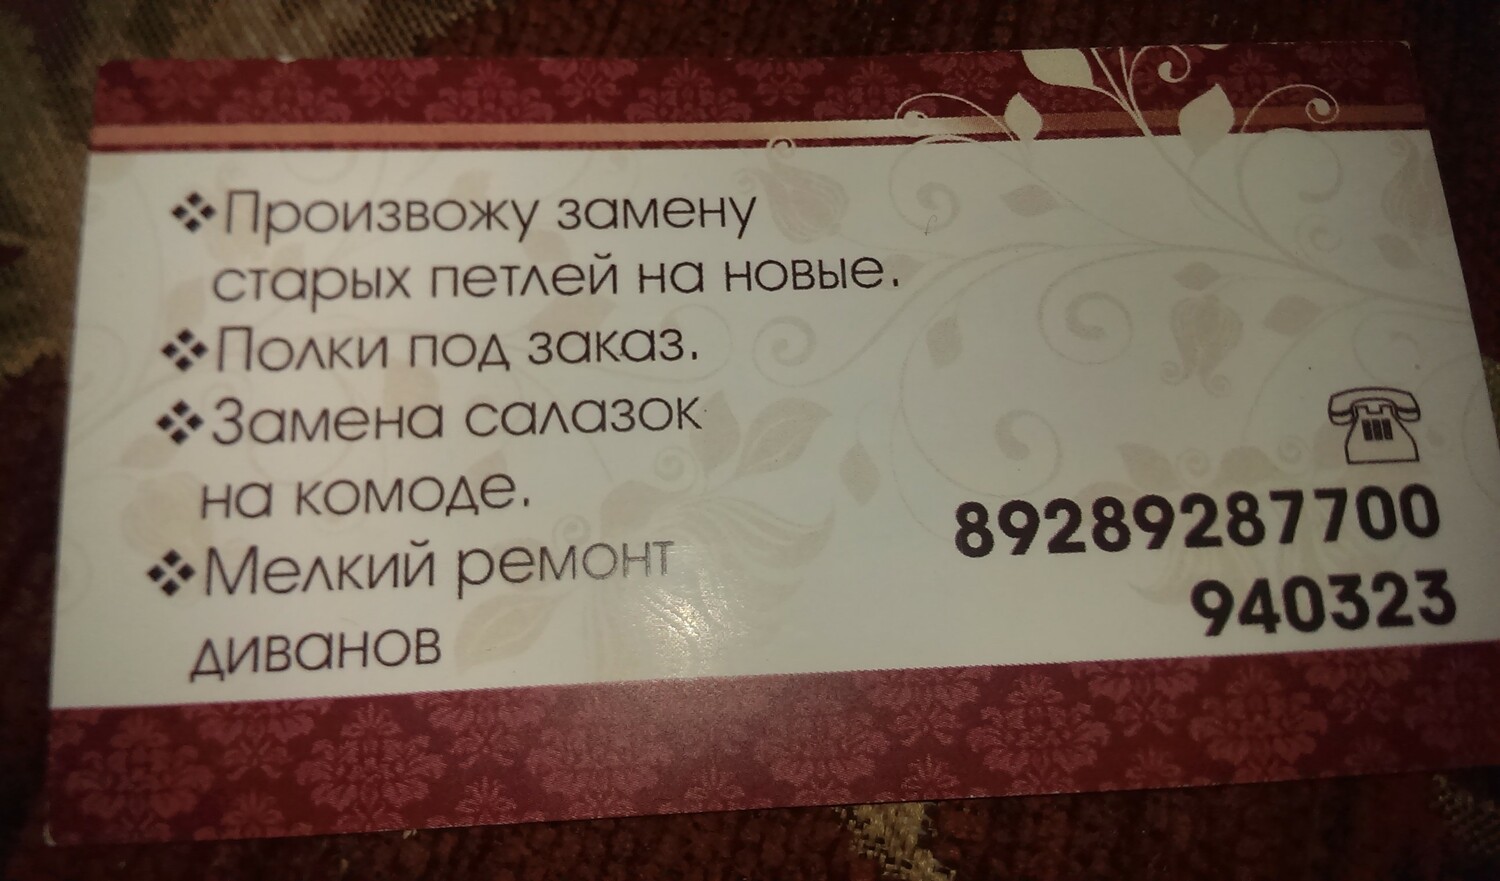 ❖Произвожу замену
старых петлей на новые.
❖Полки под заказ.
❖Замена салазок
на комоде.
❖Мелкий ремонт
диванов
89289287700
940323